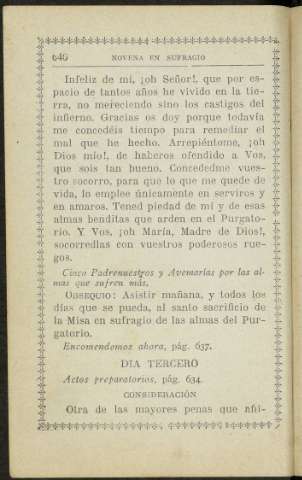 640 NOVENA EN SUFRAGIO
Infeliz de mí, ¡oh Señor!, que por es-
pacio de tantos años he vivido en la tie-
rra, no mereciendo sino los castigos del
infierno. Gracias os doy porque todavía
me concedéis tiempo para remediar el
mal que he hecho. Arrepiéntome, ¡oh
Dios mío!, de haberos ofendido a Vos,
que sois tan bueno. Concededme vues-
tro socorro, para que lo que me quede de
vida, lo emplee únicamente en serviros y
en amaros. Tened piedad de mí y de esas
almas benditas que arden en el Purgato-
rio. Y Vos, ¡oh María, Madre de Dios!,
socorredlas con vuestros poderosos rue-
gos.
Cinco Padrenuestros y Avemarías por las al-
mas que sufren más.
OBSEQUIO: Asistir mañana, y todos los
días que se pueda, al santo sacrificio de
la Misa en sufragio de las almas del Pur-
gatorio.
Encomendemos ahora, pág. 637.
DIA TERCERO
Actos preparatorios, pág. 634.
CONSIDERACIÓN
Otra de las mayores penas que afli-